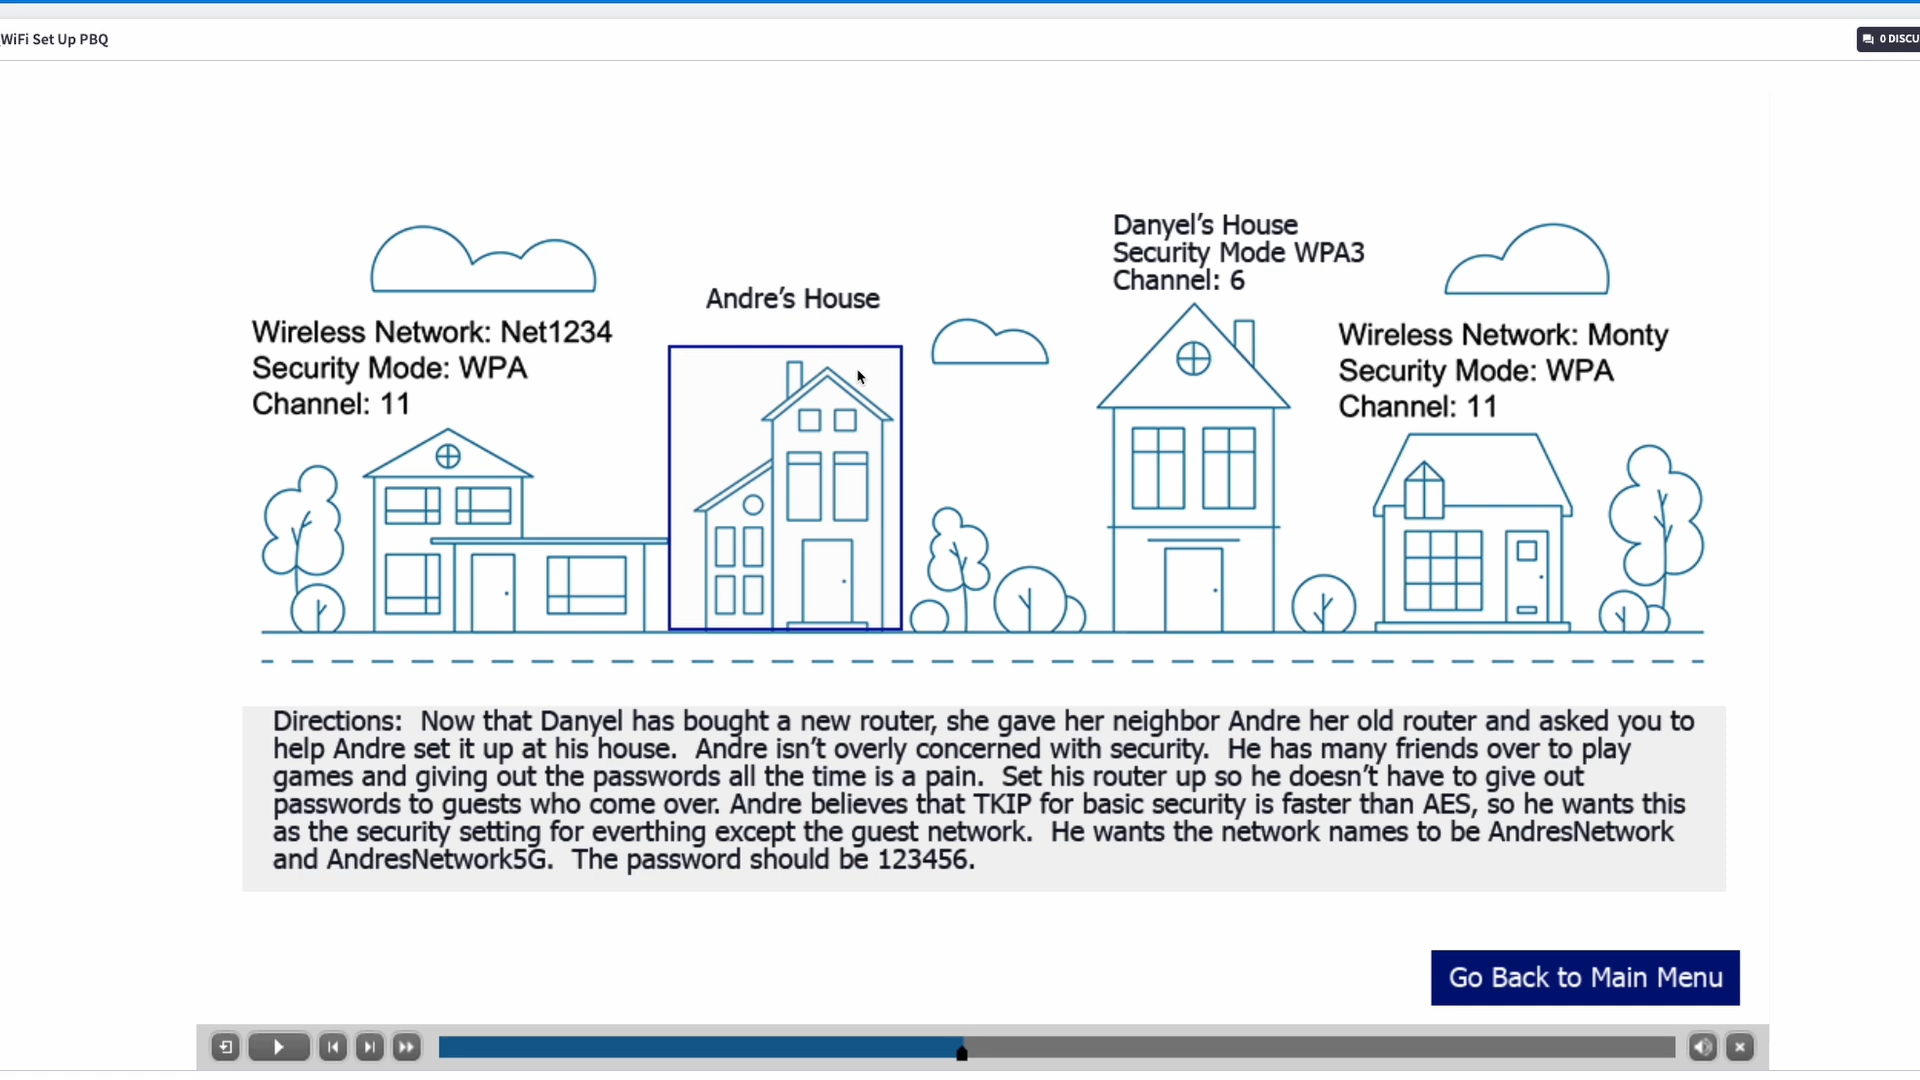 WiFi Set Up PBQ
0 DISCU
Danyel's House
Security Mode WPA3
Channel: 6
Andre's House
Wireless Network: Net1234
Security Mode: WPA
Channel: 11
Wireless Network: Monty
Security Mode: WPA
Channel: 11
Directions: Now that Danyel has bought a new router, she gave her neighbor Andre her old router and asked you to
help Andre set it up at his house. Andre isn't overly concerned with security. He has many friends over to play
games and giving out the passwords all the time is a pain. Set his router up so he doesn't have to give out
passwords to guests who come over. Andre believes that TKIP for basic security is faster than AES, so he wants this
as the security setting for everthing except the guest network. He wants the network names to be AndresNetwork
and AndresNetwork5G. The password should be 123456.
Go Back to Main Menu